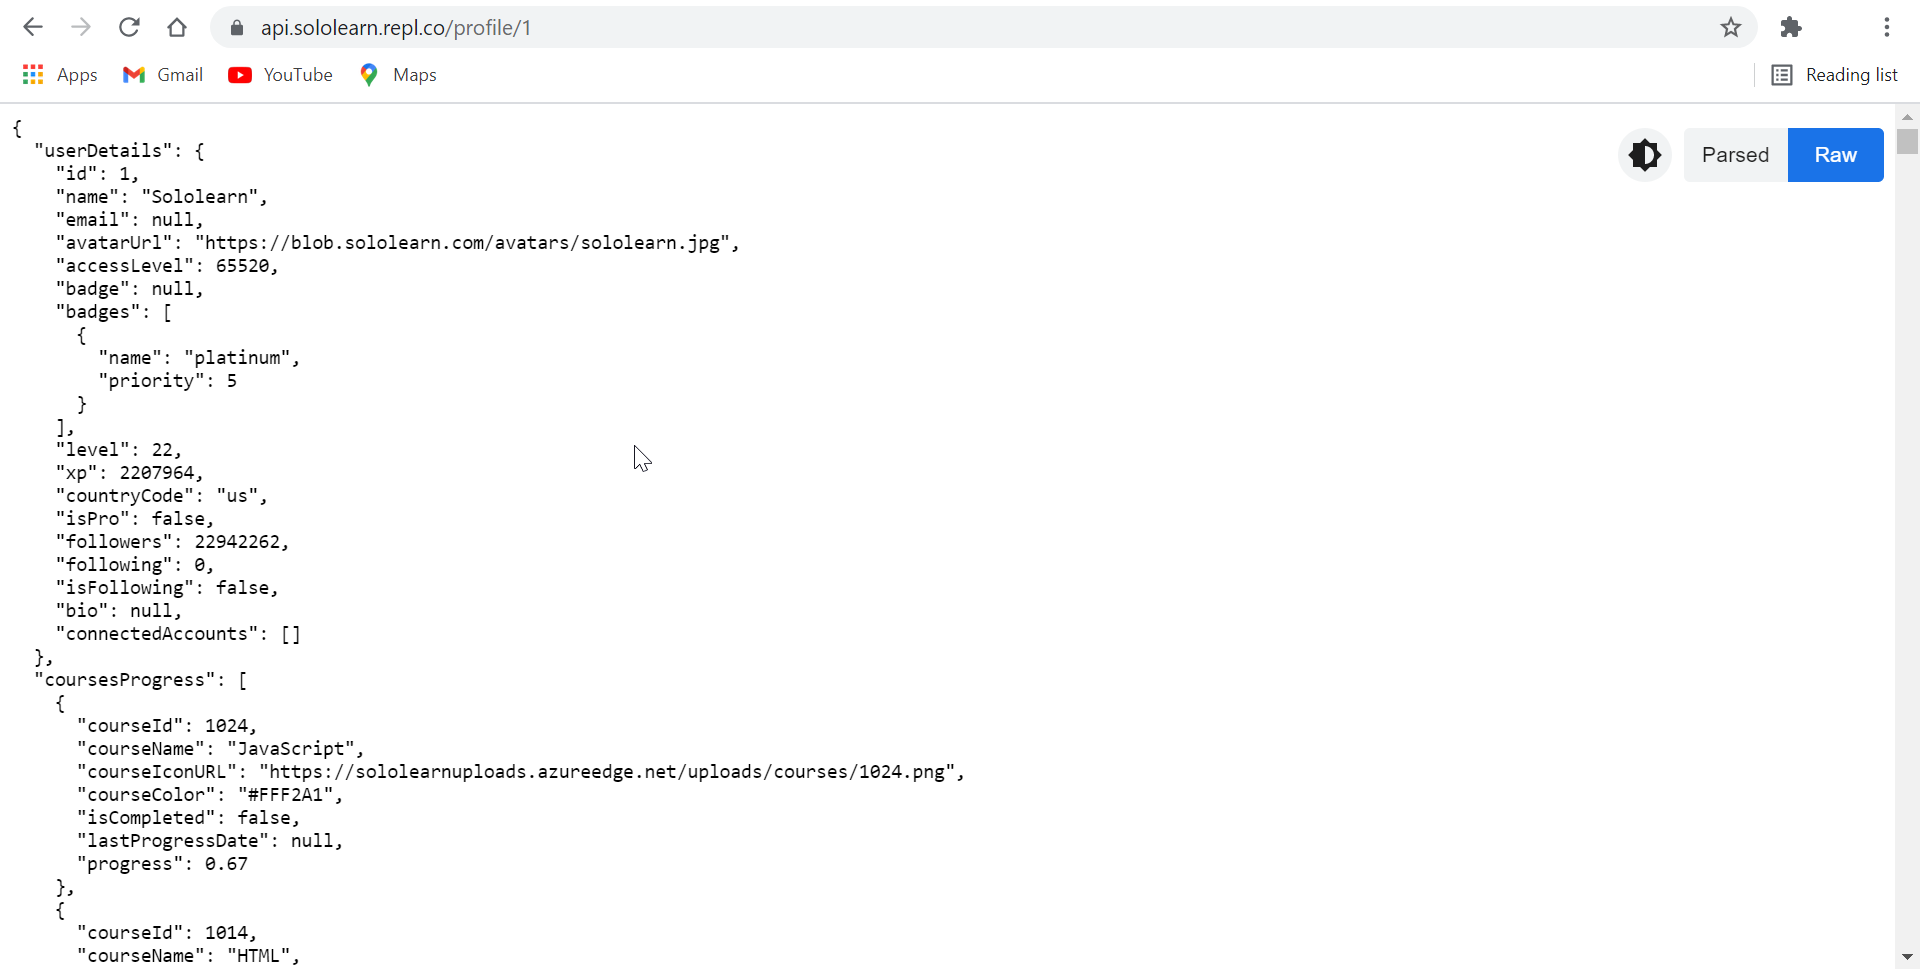 api.sololearn.repl.co/profile/1
Apps Gmail YouTube Maps Reading list
Parsed Raw
{
  "userDetails": {
    "id": 1,
    "name": "Sololearn",
    "email": null,
    "avatarUrl": "https://blob.sololearn.com/avatars/sololearn.jpg",
    "accessLevel": 65520,
    "badge": null,
    "badges": [
      {
        "name": "platinum",
        "priority": 5
      }
    ],
    "level": 22,
    "xp": 2207964,
    "countryCode": "us",
    "isPro": false,
    "followers": 22942262,
    "following": 0,
    "isFollowing": false,
    "bio": null,
    "connectedAccounts": []
  },
  "coursesProgress": [
    {
      "courseId": 1024,
      "courseName": "JavaScript",
      "courseIconURL": "https://sololearnuploads.azureedge.net/uploads/courses/1024.png",
      "courseColor": "#FFF2A1",
      "isCompleted": false,
      "lastProgressDate": null,
      "progress": 0.67
    },
    {
      "courseId": 1014,
      "courseName": "HTML",